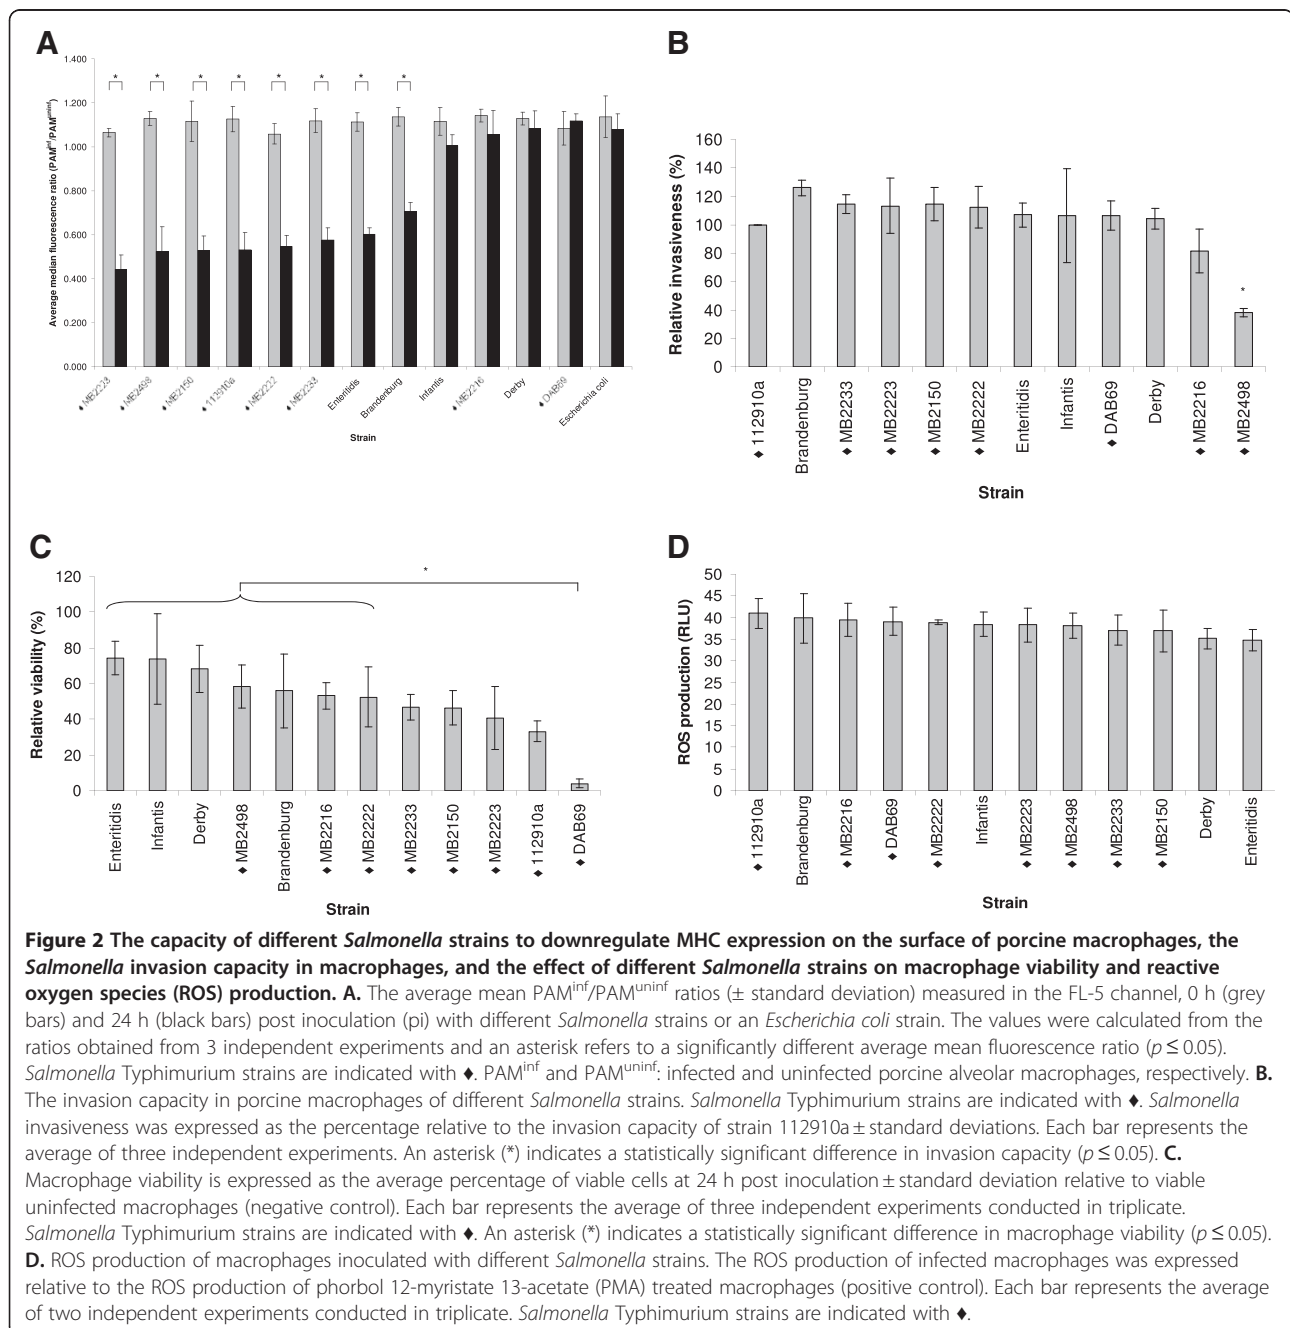 A
1.400
1.200
1.000
0.800
0.600
0.400
0.200
0.000
Average median fluorescence ratio (PAMinf/PAMuninf)
* * * * * * * *
♦ MB2223
♦ MB2498
♦ MB2150
♦ 112910a
♦ MB2222
♦ MB2233
Enteritidis
Brandenburg
Infantis
♦ MB2216
Derby
♦ DAB69
Escherichia coli
Strain
B
160
140
120
100
80
60
40
20
0
Relative invasiveness (%)
*
♦ 112910a
Brandenburg
♦ MB2233
♦ MB2223
♦ MB2150
♦ MB2222
Enteritidis
Infantis
♦ DAB69
Derby
♦ MB2216
♦ MB2498
Strain
C
120
100
80
60
40
20
0
Relative viability (%)
*
Enteritidis
Infantis
Derby
♦ MB2498
Brandenburg
♦ MB2216
♦ MB2222
♦ MB2233
♦ MB2150
♦ MB2223
♦ 112910a
♦ DAB69
Strain
D
50
45
40
35
30
25
20
15
10
5
0
ROS production (RLU)
♦ 112910a
Brandenburg
♦ MB2216
♦ DAB69
♦ MB2222
Infantis
♦ MB2223
♦ MB2498
♦ MB2233
♦ MB2150
Derby
Enteritidis
Strain
Figure 2 The capacity of different Salmonella strains to downregulate MHC expression on the surface of porcine macrophages, the
Salmonella invasion capacity in macrophages, and the effect of different Salmonella strains on macrophage viability and reactive
oxygen species (ROS) production. A. The average mean PAMinf/PAMuninf ratios (± standard deviation) measured in the FL-5 channel, 0 h (grey
bars) and 24 h (black bars) post inoculation (pi) with different Salmonella strains or an Escherichia coli strain. The values were calculated from the
ratios obtained from 3 independent experiments and an asterisk refers to a significantly different average mean fluorescence ratio (p ≤ 0.05).
Salmonella Typhimurium strains are indicated with ♦. PAMinf and PAMuninf: infected and uninfected porcine alveolar macrophages, respectively. B.
The invasion capacity in porcine macrophages of different Salmonella strains. Salmonella Typhimurium strains are indicated with ♦. Salmonella
invasiveness was expressed as the percentage relative to the invasion capacity of strain 112910a ± standard deviations. Each bar represents the
average of three independent experiments. An asterisk (*) indicates a statistically significant difference in invasion capacity (p ≤ 0.05). C.
Macrophage viability is expressed as the average percentage of viable cells at 24 h post inoculation ± standard deviation relative to viable
uninfected macrophages (negative control). Each bar represents the average of three independent experiments conducted in triplicate.
Salmonella Typhimurium strains are indicated with ♦. An asterisk (*) indicates a statistically significant difference in macrophage viability (p ≤ 0.05).
D. ROS production of macrophages inoculated with different Salmonella strains. The ROS production of infected macrophages was expressed
relative to the ROS production of phorbol 12-myristate 13-acetate (PMA) treated macrophages (positive control). Each bar represents the average
of two independent experiments conducted in triplicate. Salmonella Typhimurium strains are indicated with ♦.